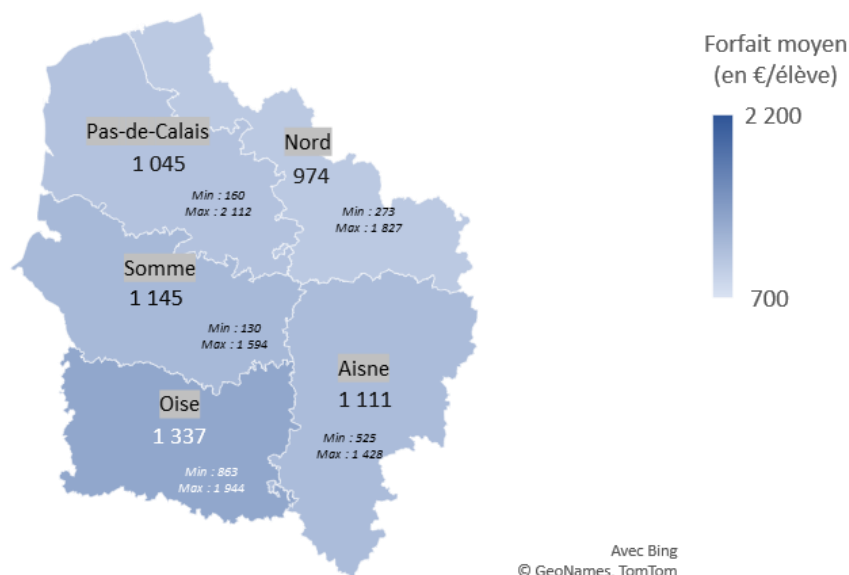 Forfait moyen
(en €/élève)
2 200
700
Pas-de-Calais
1 045
Min : 160
Max : 2 112
Nord
974
Min : 273
Max : 1 827
Somme
1 145
Min : 130
Max : 1 594
Aisne
1 111
Min : 525
Max : 1 428
Oise
1 337
Min : 863
Max : 1 944
Avec Bing
© GeoNames, TomTom